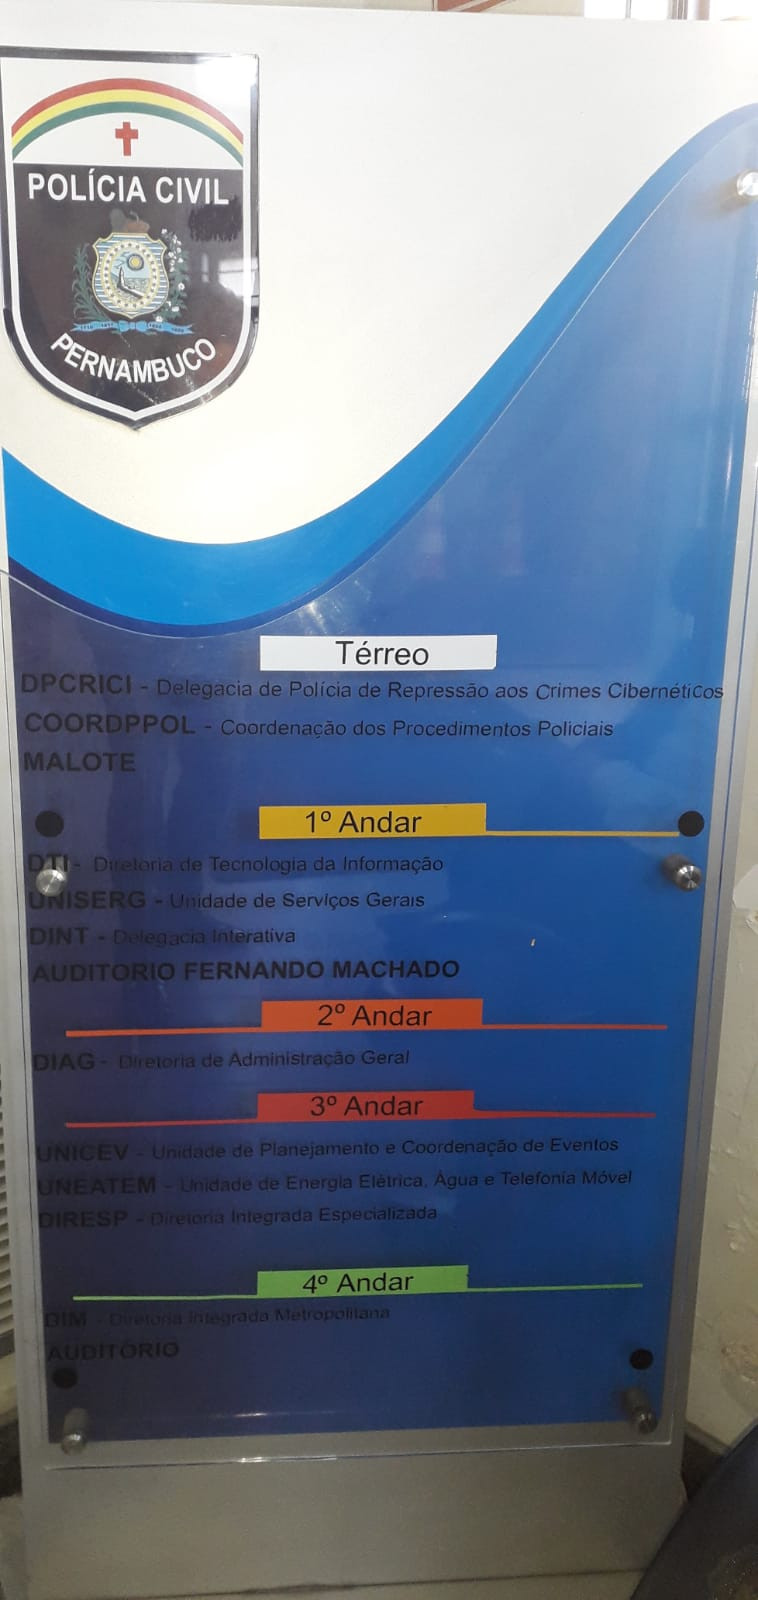 POLÍCIA CIVIL
PERNAMBUCO
Térreo
DPCRICI - Delegacia de Polícia de Repressão aos Crimes Cibernéticos
COORDPPOL - Coordenação dos Procedimentos Policiais
MALOTE
1º Andar
DTI - Diretoria de Tecnologia da Informação
UNISERG - Unidade de Serviços Gerais
DINT - Delegacia Interativa
AUDITORIO FERNANDO MACHADO
2º Andar
DIAG - Diretoria de Administração Geral
3º Andar
UNICEV - Unidade de Planejamento e Coordenação de Eventos
UNEATEM - Unidade de Energia Elétrica, Água e Telefonia Móvel
DIRESP - Diretoria Integrada Especializada
4º Andar
DIM - Diretoria Integrada Metropolitana
AUDITÓRIO